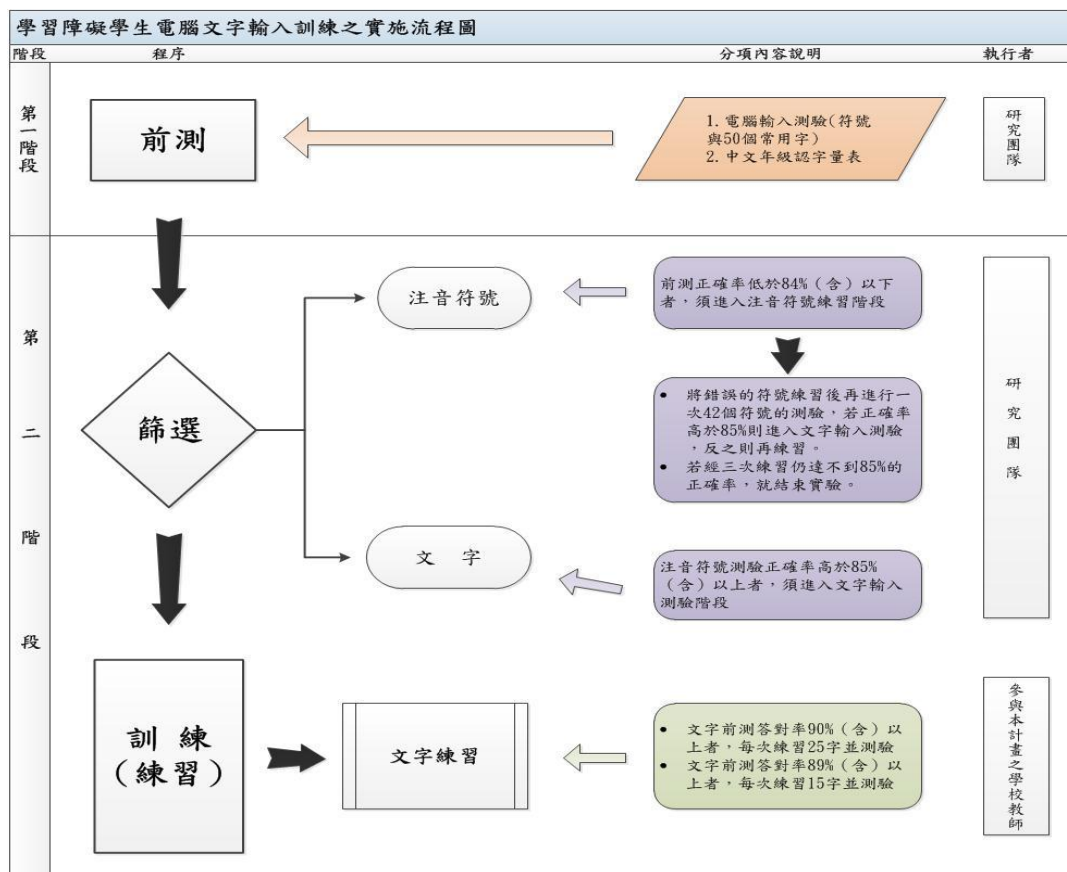 學習障礙學生電腦文字輸入訓練之實施流程圖
階段 程序 分項內容說明 執行者
第一階段
前測
1. 電腦輸入測驗(符號
與50個常用字)
2. 中文年級認字量表
研究團隊
第二階段
篩選
注音符號
前測正確率低於84%（含）以下
者，須進入注音符號練習階段
• 將錯誤的符號練習後再進行一
次42個符號的測驗，若正確率
高於85%則進入文字輸入測驗
，反之則再練習。
• 若經三次練習仍達不到85%的
正確率，就結束實驗。
文 字
注音符號測驗正確率高於85%
（含）以上者，須進入文字輸入
測驗階段
研究團隊
訓 練
(練習)
文字練習
• 文字前測答對率90%（含）以
上者，每次練習25字並測驗
• 文字前測答對率89%（含）以
上者，每次練習15字並測驗
參與本計畫之學校教師